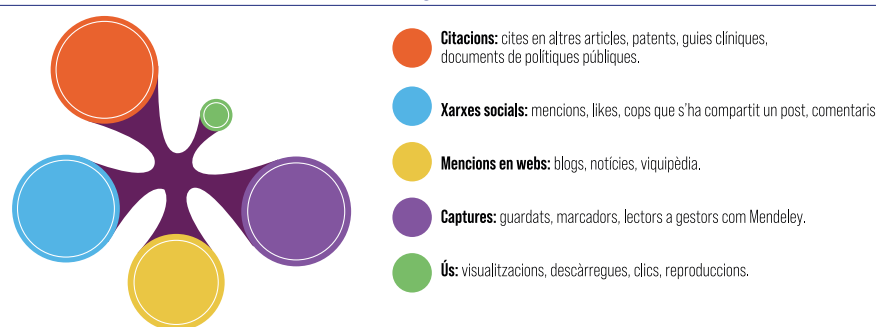 Citacions: cites en altres articles, patents, guies clíniques,
documents de polítiques públiques.
Xarxes socials: mencions, likes, cops que s'ha compartit un post, comentaris
Mencions en webs: blogs, notícies, viquipèdia.
Captures: guardats, marcadors, lectors a gestors com Mendeley.
Ús: visualitzacions, descàrregues, clics, reproduccions.